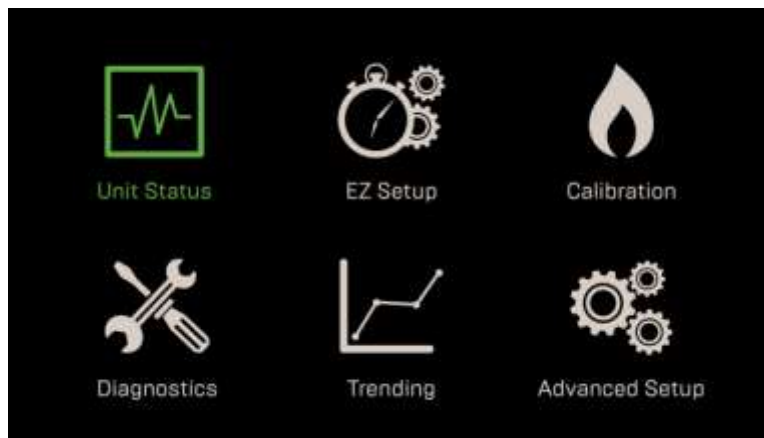 Unit Status
EZ Setup
Calibration
Diagnostics
Trending
Advanced Setup